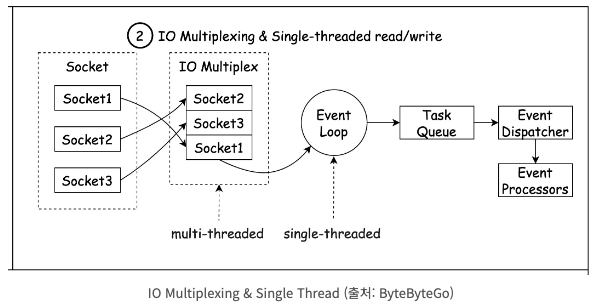 ② IO Multiplexing & Single-threaded read/write
Socket
Socket1
Socket2
Socket3
IO Multiplex
Socket2
Socket3
Socket1
Event
Loop
Task
Queue
Event
Dispatcher
Event
Processors
multi-threaded
single-threaded
IO Multiplexing & Single Thread (출처: ByteByteGo)